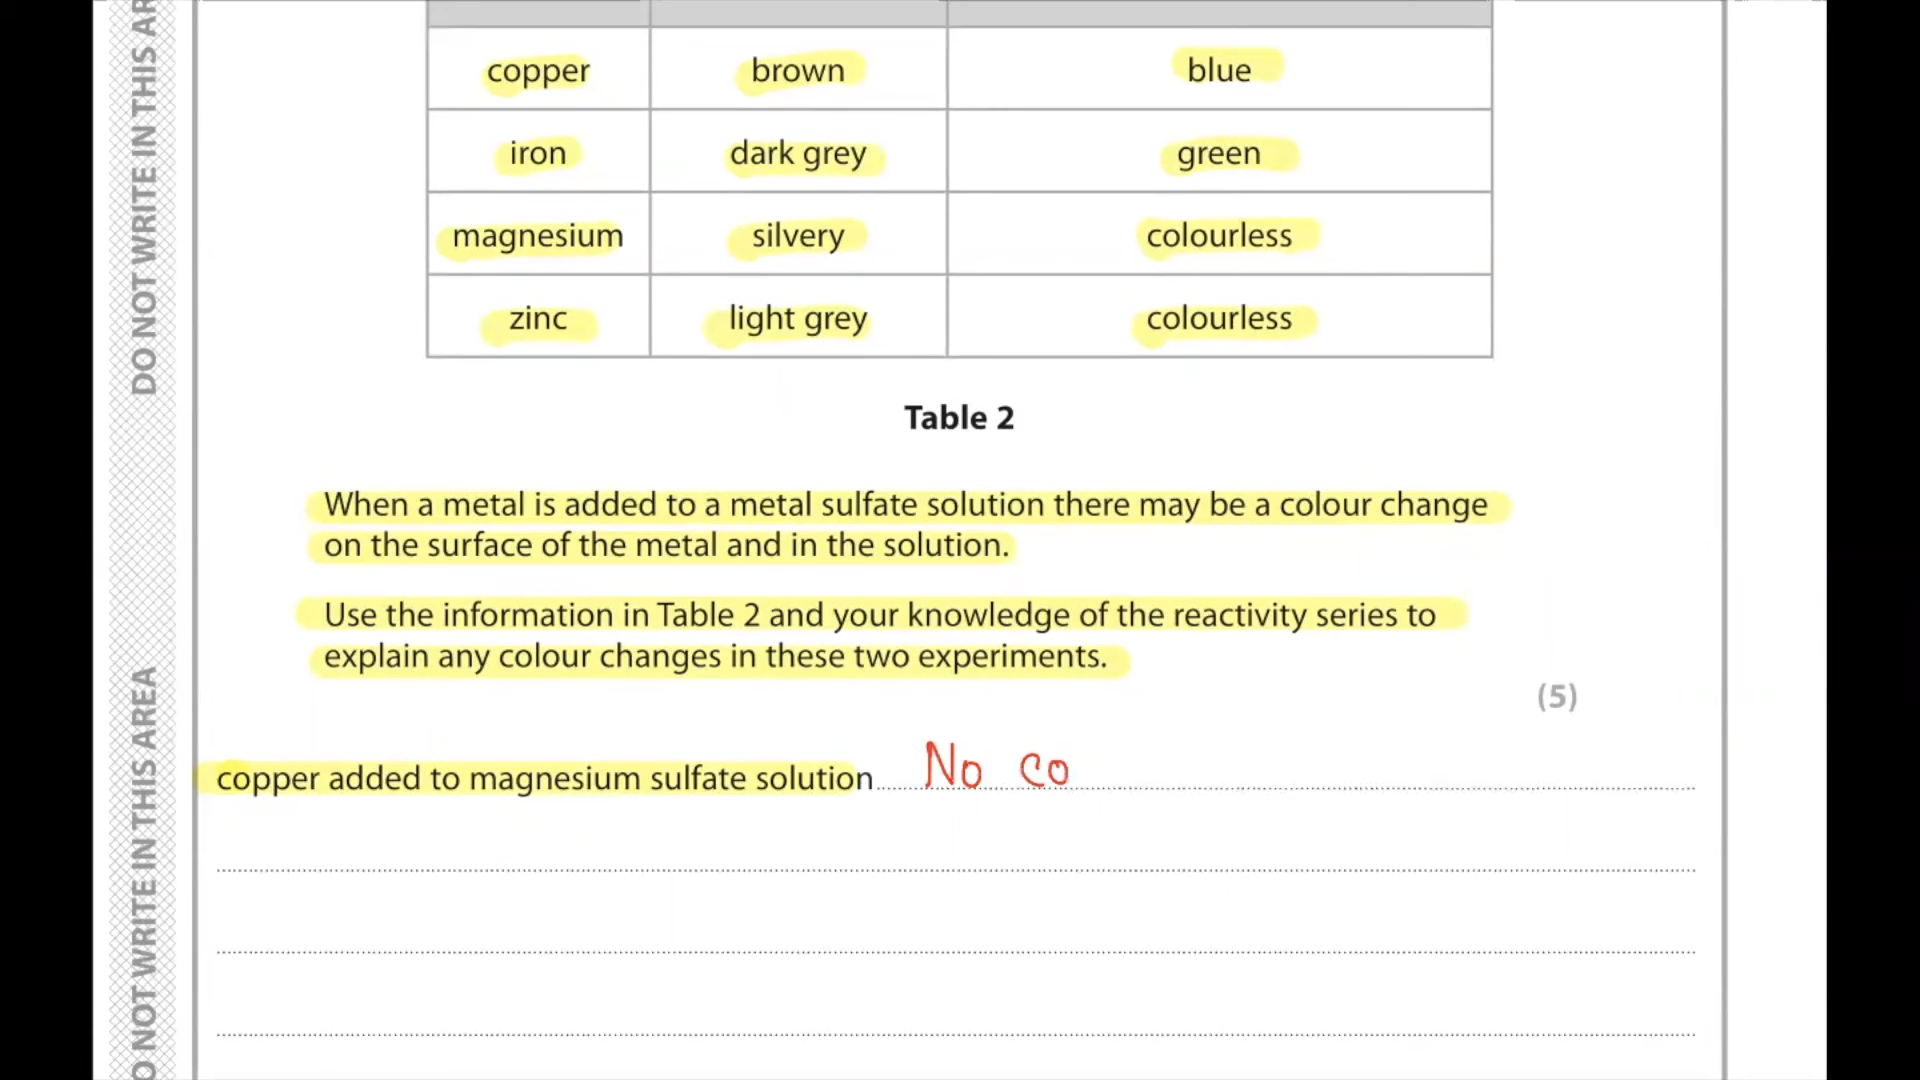 DO NOT WRITE IN THIS AR
copper brown blue
iron dark grey green
magnesium silvery colourless
zinc light grey colourless
Table 2
When a metal is added to a metal sulfate solution there may be a colour change
on the surface of the metal and in the solution.
Use the information in Table 2 and your knowledge of the reactivity series to
explain any colour changes in these two experiments.
(5)
copper added to magnesium sulfate solution No co
O NOT WRITE IN THIS AREA